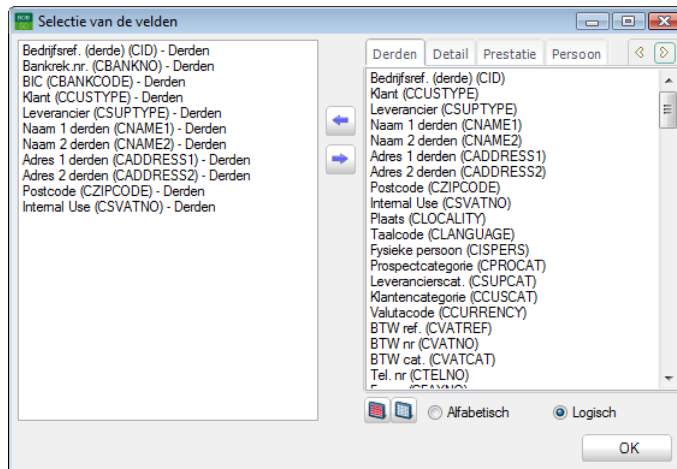 BOB
50
Selectie van de velden
Bedrijfsref. (derde) (CID) - Derden
Bankrek.nr. (CBANKNO) - Derden
BIC (CBANKCODE) - Derden
Klant (CCUSTYPE) - Derden
Leverancier (CSUPTYPE) - Derden
Naam 1 derden (CNAME1) - Derden
Naam 2 derden (CNAME2) - Derden
Adres 1 derden (CADDRESS1) - Derden
Adres 2 derden (CADDRESS2) - Derden
Postcode (CZIPCODE) - Derden
Internal Use (CSVATNO) - Derden
Derden Detail Prestatie Persoon
Bedrijfsref. (derde) (CID)
Klant (CCUSTYPE)
Leverancier (CSUPTYPE)
Naam 1 derden (CNAME1)
Naam 2 derden (CNAME2)
Adres 1 derden (CADDRESS1)
Adres 2 derden (CADDRESS2)
Postcode (CZIPCODE)
Internal Use (CSVATNO)
Plaats (CLOCALITY)
Taalcode (CLANGUAGE)
Fysieke persoon (CISPERS)
Prospectcategorie (CPROCAT)
Leverancierscat. (CSUPCAT)
Klantencategorie (CCUSCAT)
Valutacode (CCURRENCY)
BTW ref. (CVATREF)
BTW nr (CVATNO)
BTW cat. (CVATCAT)
Tel. nr (CTELNO)
Alfabetisch Logisch
OK